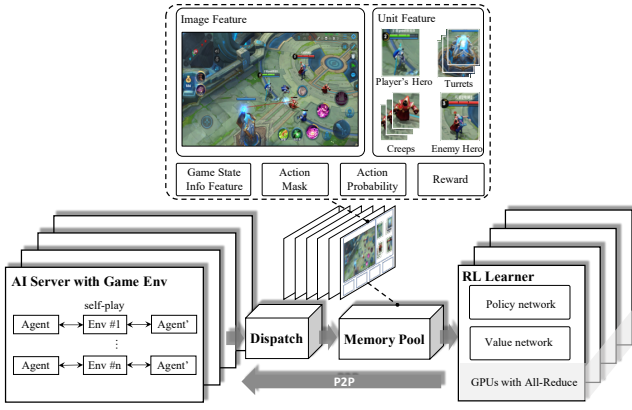 Image Feature
Unit Feature
Player's Hero
Turrets
Creeps
Enemy Hero
Game State
Info Feature
Action
Mask
Action
Probability
Reward
AI Server with Game Env
self-play
Agent
Env #1
Agent'
⋮
Agent
Env #n
Agent'
Dispatch
Memory Pool
RL Learner
Policy network
Value network
GPUs with All-Reduce
P2P